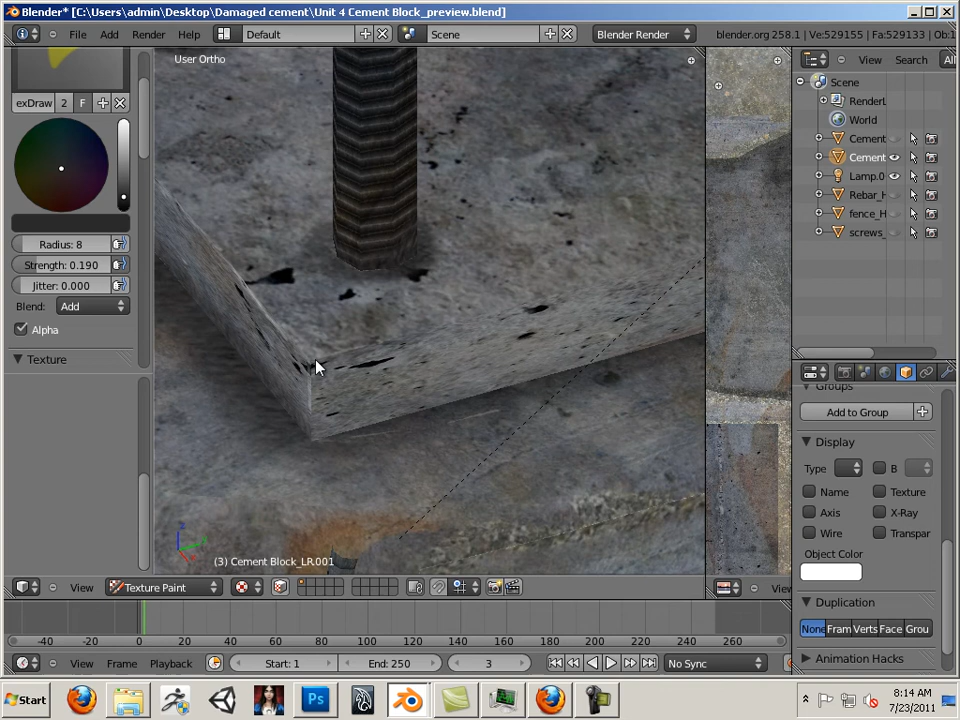 Blender* [C:\Users\admin\Desktop\Damaged cement\Unit 4 Cement Block_preview.blend]
File Add Render Help Default Scene Blender Render blender.org 258.1 | Ve:529155 | Fa:529133 | Ob:1
User Ortho
View Search All
Scene
RenderL
World
Cement
Cement
Lamp.0
Rebar_H
fence_H
screws_
exDraw 2 F
Radius: 8
Strength: 0.190
Jitter: 0.000
Blend: Add
Alpha
Texture
Groups
Add to Group
Display
Type B
Name Texture
Axis X-Ray
Wire Transpar
Object Color
Duplication
None Fram Verts Face Grou
Animation Hacks
(3) Cement Block_LR.001
View Texture Paint View
-40 -20 0 20 40 60 80 100 120 140 160 180 200 220 240 260
View Frame Playback Start: 1 End: 250 3 No Sync
Start Ps 8:14 AM
7/23/2011